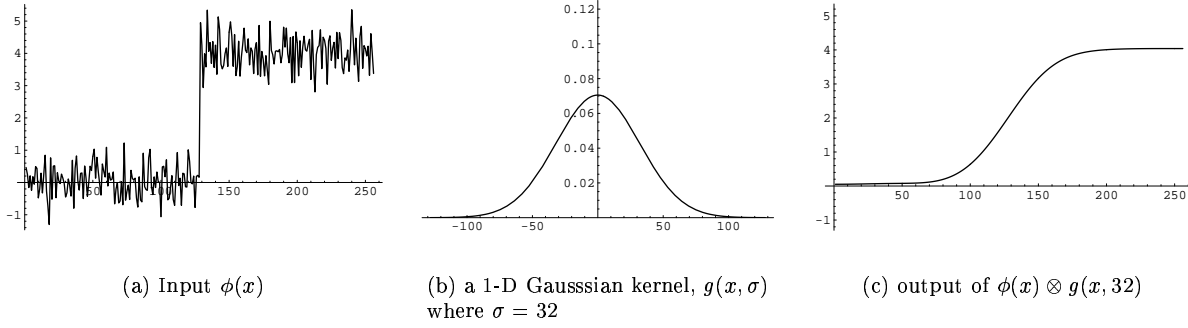 5
4
3
2
1
-1
50 100 150 200 250
0.12
0.1
0.08
0.06
0.04
0.02
-100 -50 50 100
5
4
3
2
1
-1
50 100 150 200 250
(a) Input ϕ(x)
(b) a 1-D Gausssian kernel, g(x, σ)
where σ = 32
(c) output of ϕ(x) ⊗ g(x, 32)